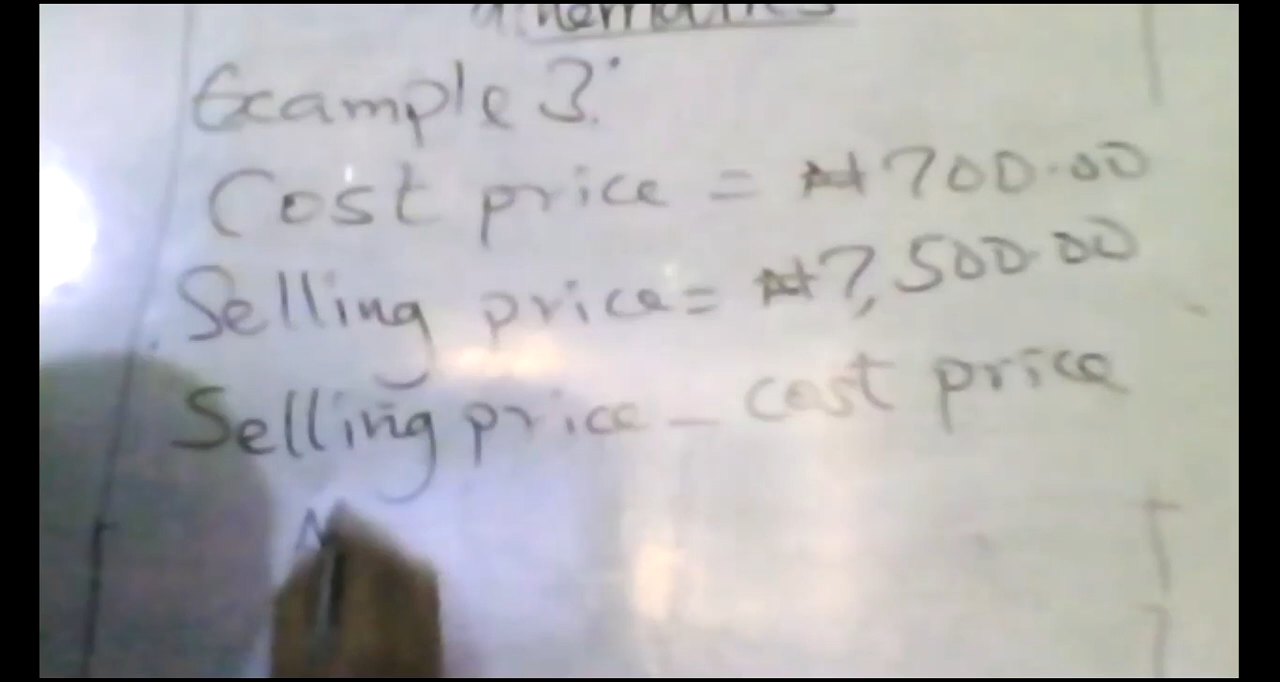 Example 3:
Cost price = ₦700.00
Selling price = ₦7,500.00
Selling price - cost price